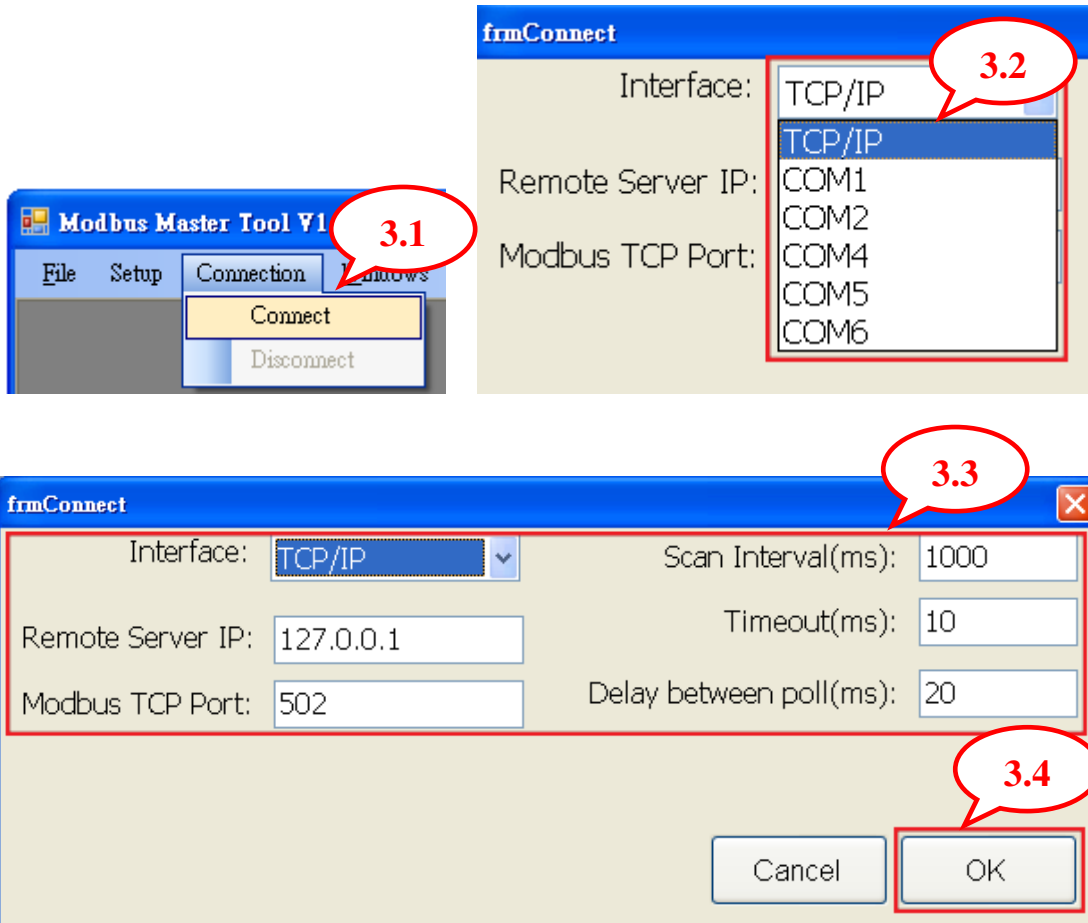 Modbus Master Tool V1
3.1
File Setup Connection Windows
Connect
Disconnect
frmConnect
3.2
Interface: TCP/IP
TCP/IP
Remote Server IP:
COM1
COM2
Modbus TCP Port:
COM4
COM5
COM6
3.3
frmConnect
Interface: TCP/IP Scan Interval(ms): 1000
Remote Server IP: 127.0.0.1 Timeout(ms): 10
Modbus TCP Port: 502 Delay between poll(ms): 20
3.4
Cancel OK